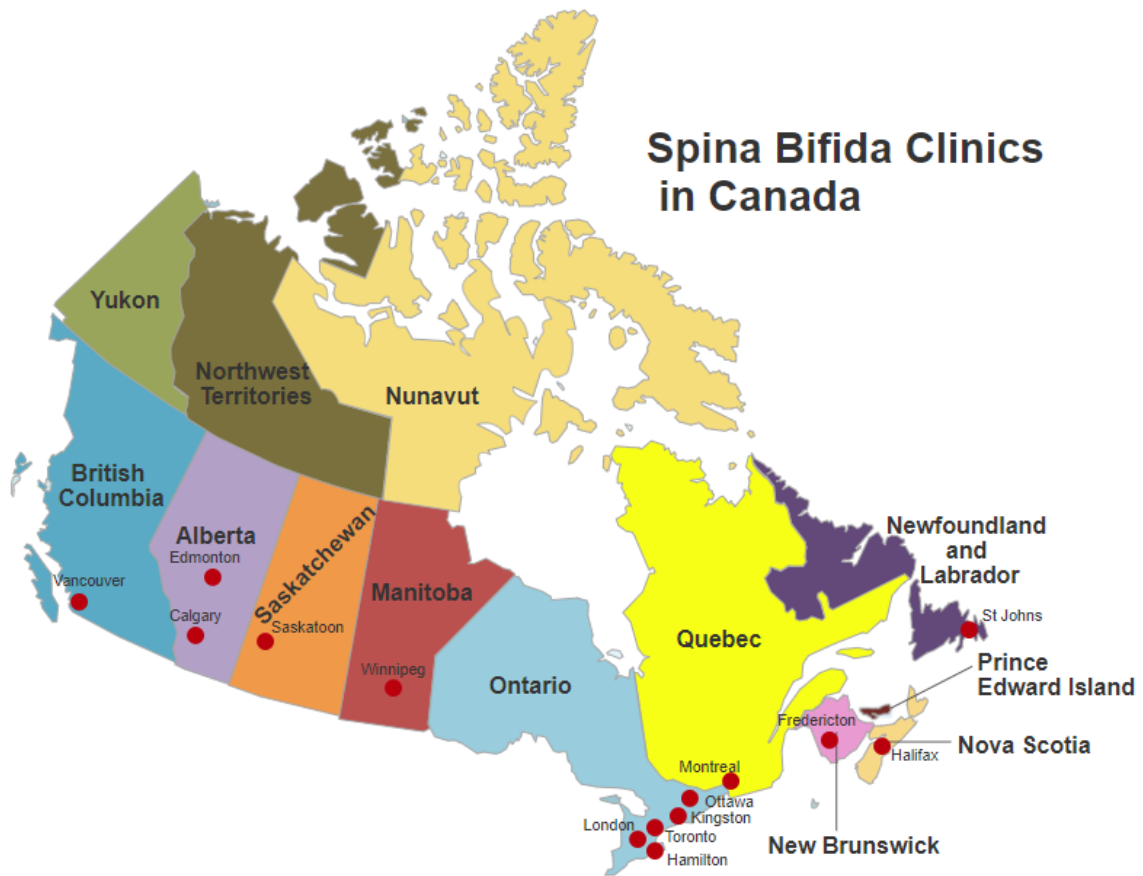 Spina Bifida Clinics
in Canada
Yukon
Northwest
Territories
Nunavut
British
Columbia
Alberta
Edmonton
Saskatchewan
Newfoundland
and
Labrador
Vancouver
Manitoba
Calgary
Saskatoon
St Johns
Quebec
Winnipeg
Ontario
Prince
Edward Island
Fredericton
Nova Scotia
Halifax
Montreal
Ottawa
Kingston
London
Toronto
New Brunswick
Hamilton